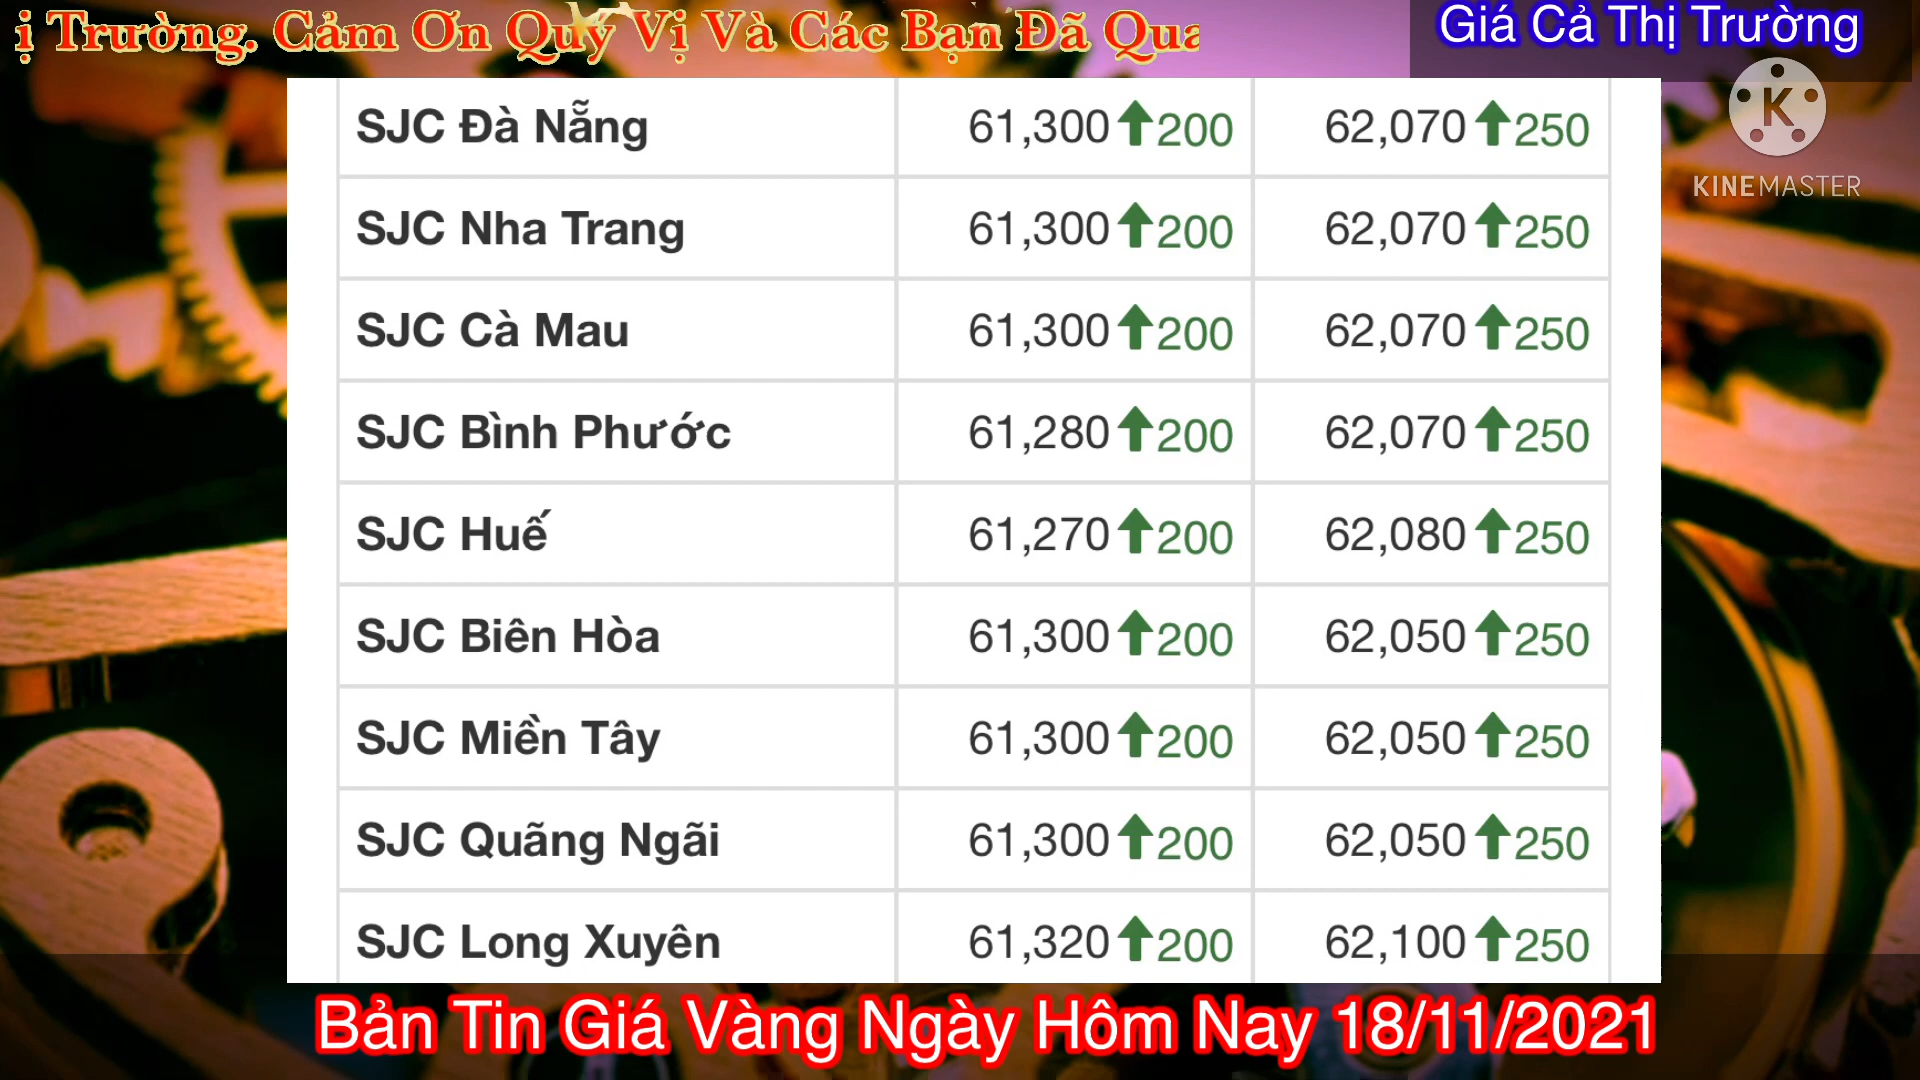 ị Trường. Cảm Ơn Quý Vị Và Các Bạn Đã Qua
Giá Cả Thị Trường
K
KINEMASTER
SJC Đà Nẵng 61,300 200 62,070 250
SJC Nha Trang 61,300 200 62,070 250
SJC Cà Mau 61,300 200 62,070 250
SJC Bình Phước 61,280 200 62,070 250
SJC Huế 61,270 200 62,080 250
SJC Biên Hòa 61,300 200 62,050 250
SJC Miền Tây 61,300 200 62,050 250
SJC Quãng Ngãi 61,300 200 62,050 250
SJC Long Xuyên 61,320 200 62,100 250
Bản Tin Giá Vàng Ngày Hôm Nay 18/11/2021